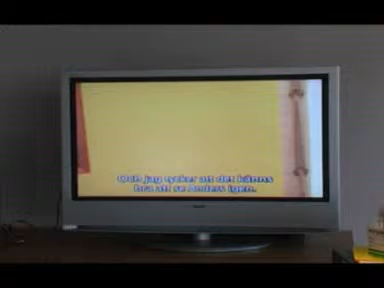 Och jag tycker att det känns
bra att se Anders igen.